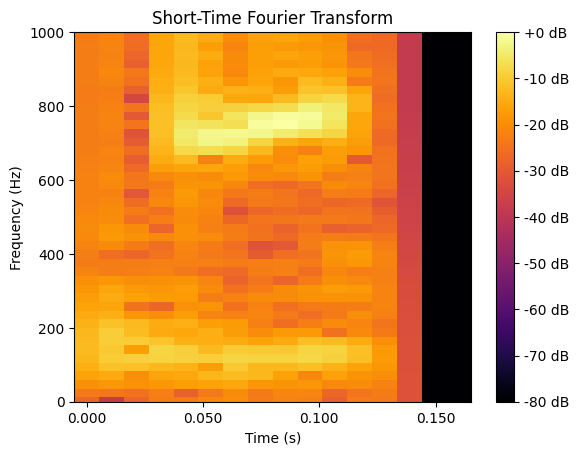 Short-Time Fourier Transform
1000
800
600
400
200
0
Frequency (Hz)
0.000
0.050
0.100
0.150
Time (s)
+0 dB
-10 dB
-20 dB
-30 dB
-40 dB
-50 dB
-60 dB
-70 dB
-80 dB